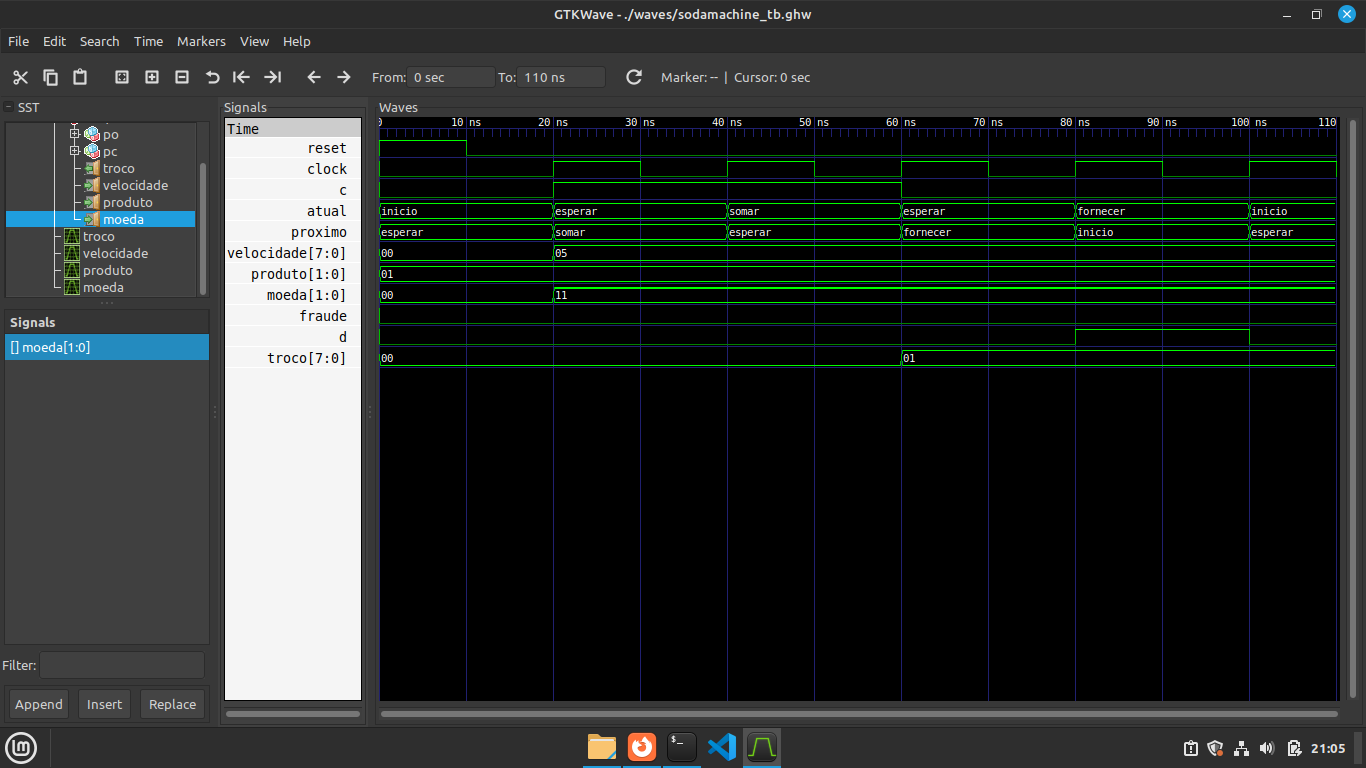 GTKWave - ./waves/sodamachine_tb.ghw
File Edit Search Time Markers View Help
From: 0 sec To: 110 ns Marker: -- | Cursor: 0 sec
SST
po
pc
troco
velocidade
produto
moeda
troco
velocidade
produto
moeda
Signals
[] moeda[1:0]
Filter:
Append Insert Replace
Signals
Time
reset
clock
c
atual
proximo
velocidade[7:0]
produto[1:0]
moeda[1:0]
fraude
d
troco[7:0]
Waves
0 10 ns 20 ns 30 ns 40 ns 50 ns 60 ns 70 ns 80 ns 90 ns 100 ns 110
inicio esperar somar esperar fornecer inicio
esperar somar esperar fornecer inicio esperar
00 05
01
00 11
00 01
21:05